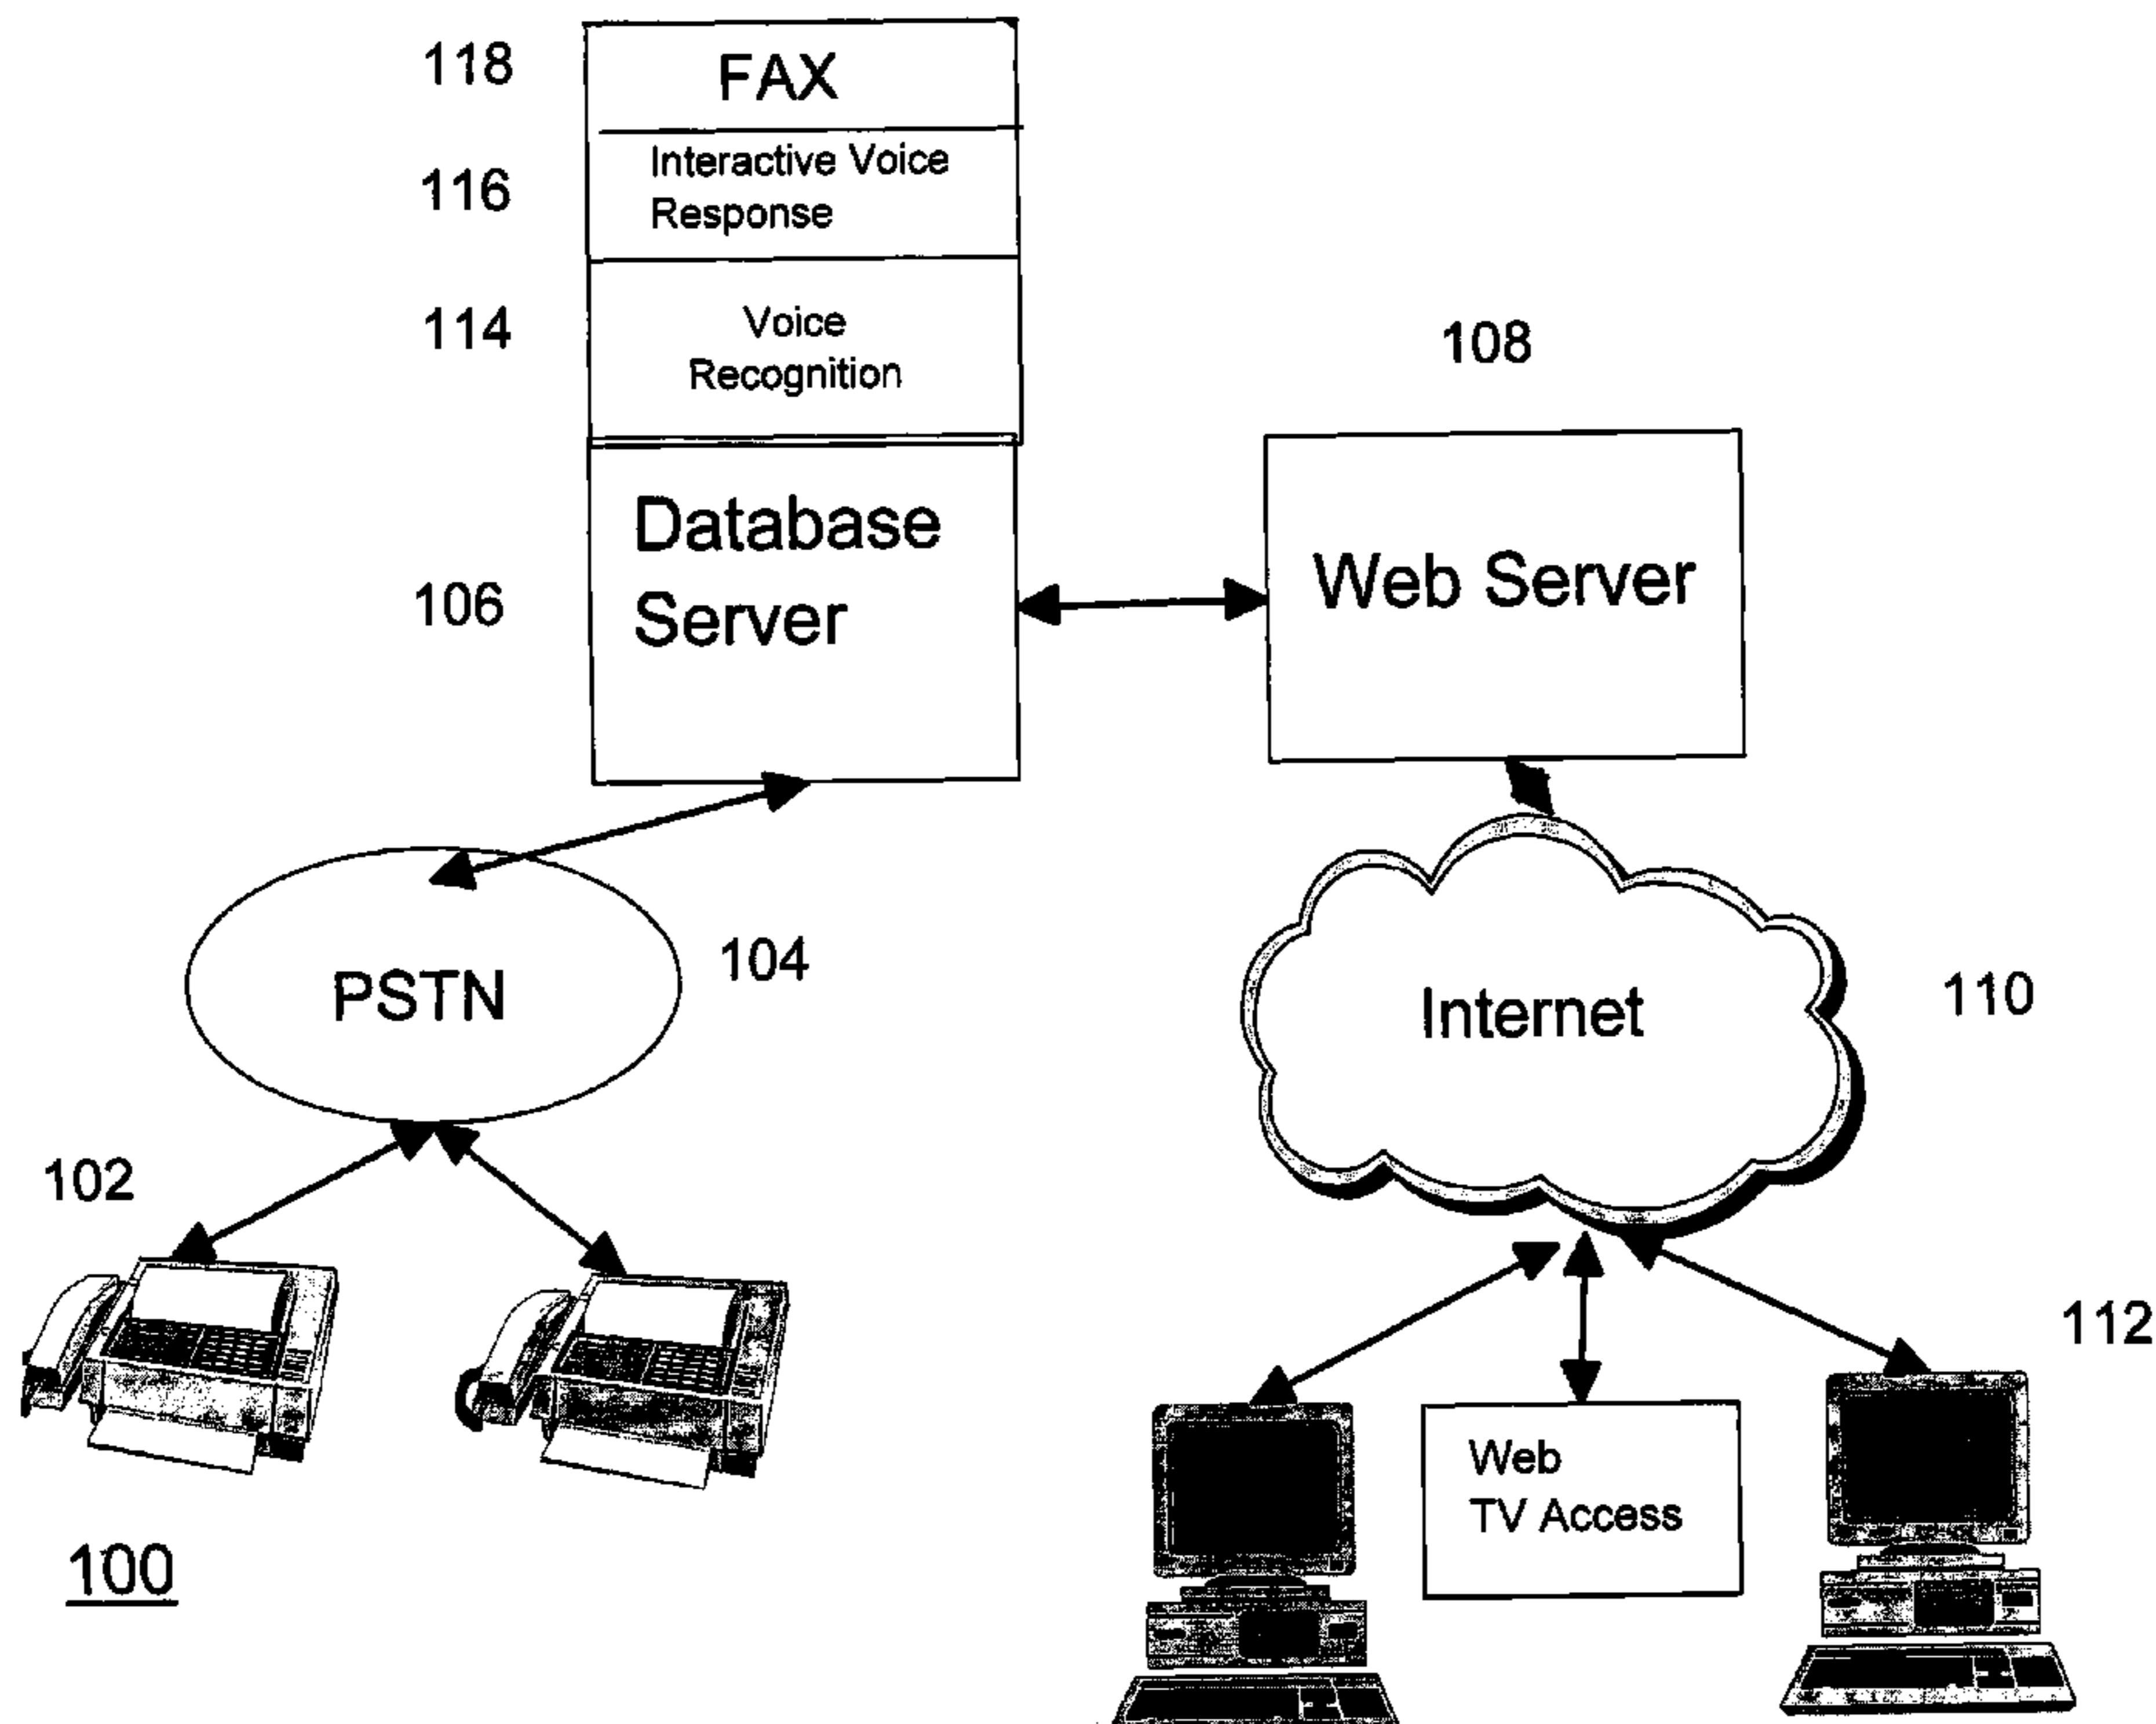 118
FAX
116
Interactive Voice
Response
114
Voice
Recognition
108
106
Database
Server
Web Server
104
PSTN
110
Internet
102
112
Web
TV Access
100